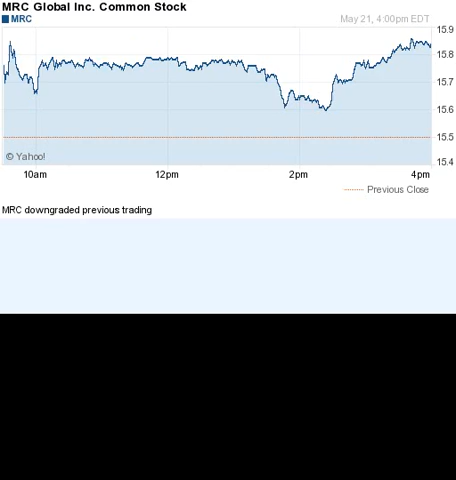 MRC Global Inc. Common Stock
MRC May 21, 4:00pm EDT
15.9
15.8
15.7
15.6
15.5
15.4
© Yahoo!
10am 12pm 2pm 4pm
Previous Close
MRC downgraded previous trading